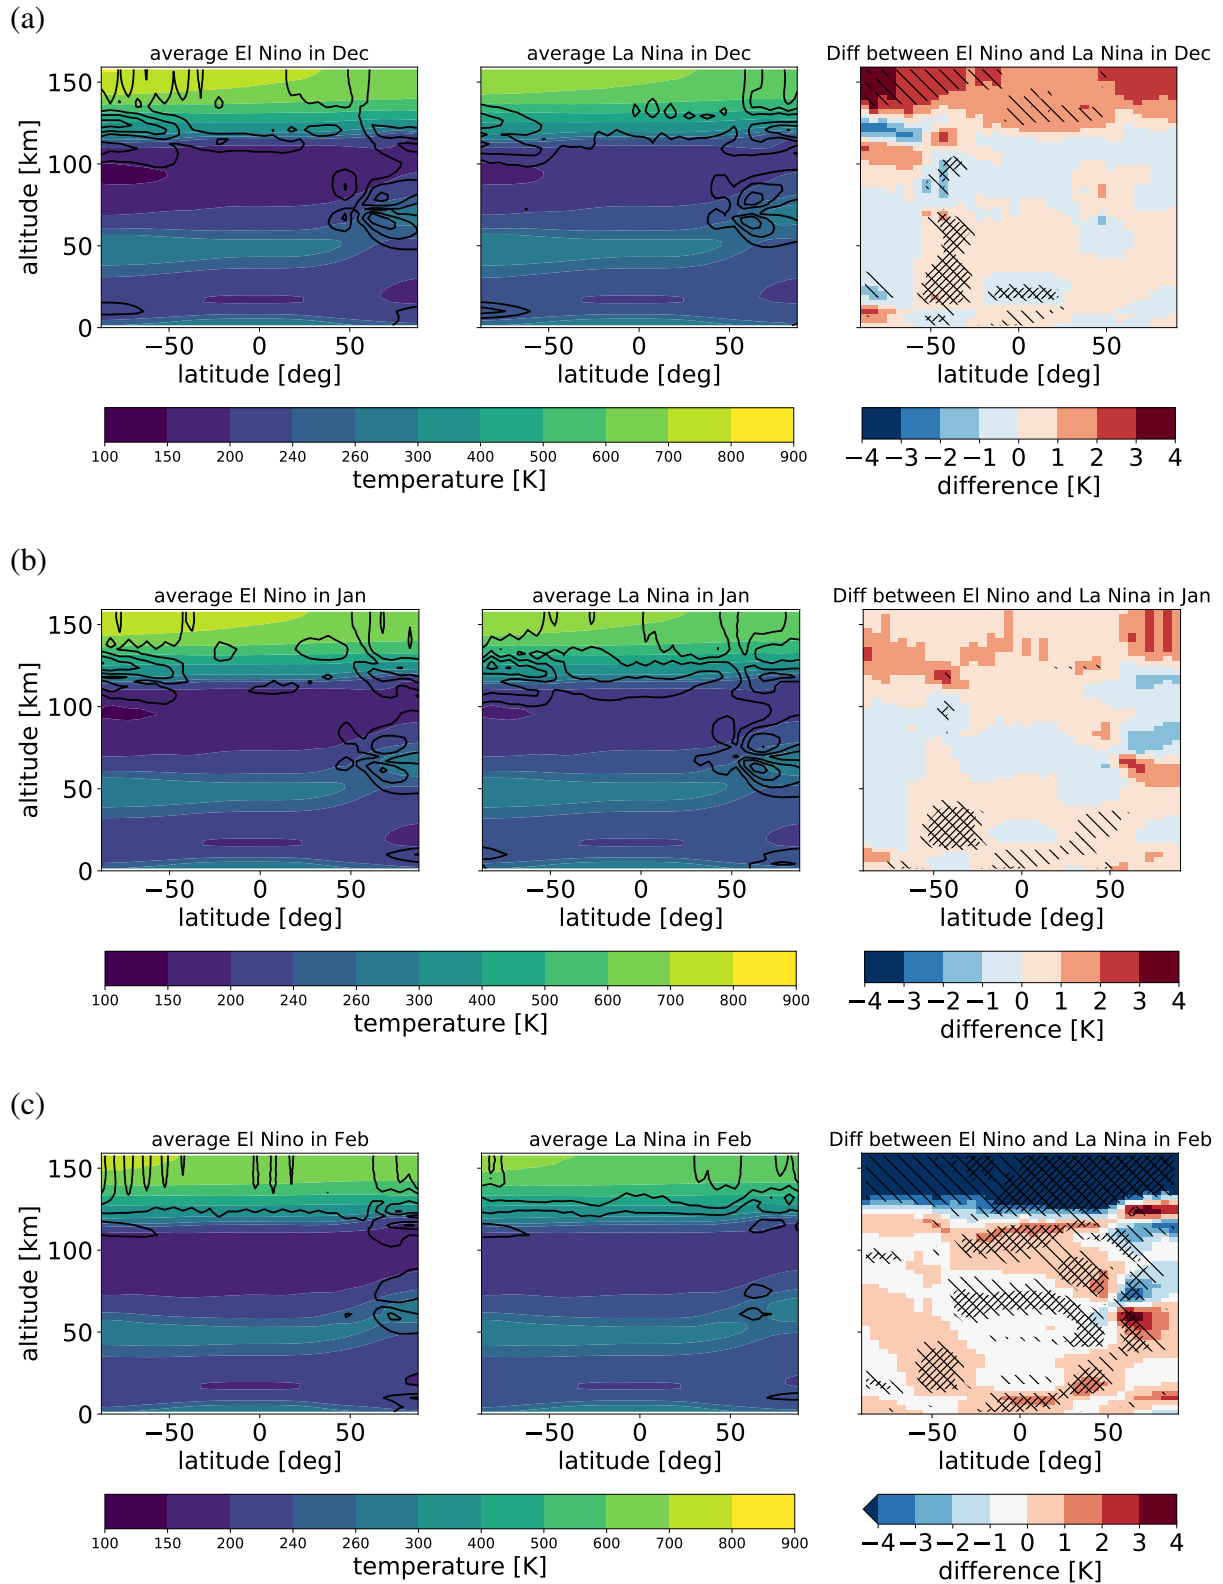 (a)
average El Nino in Dec
average La Nina in Dec
Diff between El Nino and La Nina in Dec
altitude [km]
150
100
50
0
−50 0 50
−50 0 50
−50 0 50
latitude [deg]
latitude [deg]
latitude [deg]
100 150 200 240 260 300 400 500 600 700 800 900
temperature [K]
−4 −3 −2 −1 0 1 2 3 4
difference [K]
(b)
average El Nino in Jan
average La Nina in Jan
Diff between El Nino and La Nina in Jan
altitude [km]
150
100
50
0
−50 0 50
−50 0 50
−50 0 50
latitude [deg]
latitude [deg]
latitude [deg]
100 150 200 240 260 300 400 500 600 700 800 900
temperature [K]
−4 −3 −2 −1 0 1 2 3 4
difference [K]
(c)
average El Nino in Feb
average La Nina in Feb
Diff between El Nino and La Nina in Feb
altitude [km]
150
100
50
0
−50 0 50
−50 0 50
−50 0 50
latitude [deg]
latitude [deg]
latitude [deg]
100 150 200 240 260 300 400 500 600 700 800 900
temperature [K]
−4 −3 −2 −1 0 1 2 3 4
difference [K]